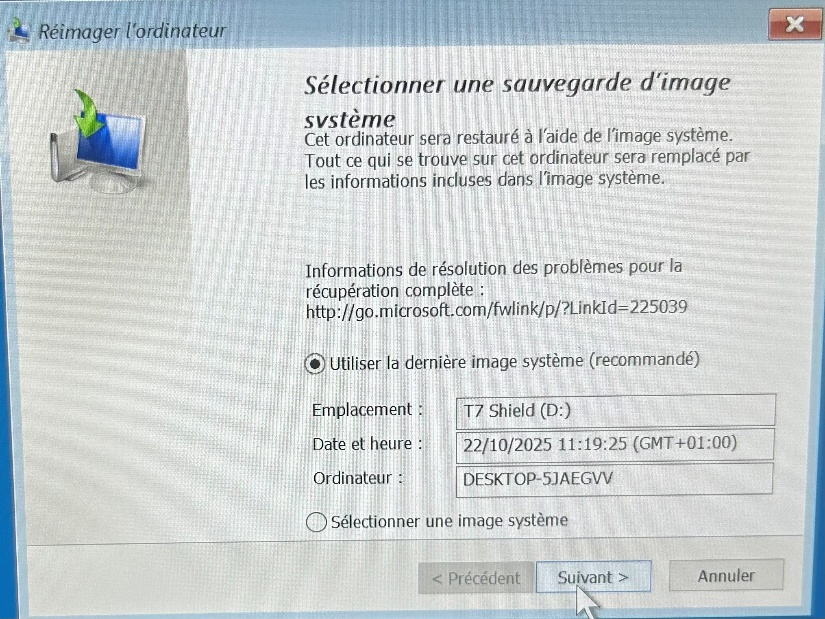 Réimager l'ordinateur
Sélectionner une sauvegarde d'image
système
Cet ordinateur sera restauré à l'aide de l'image système.
Tout ce qui se trouve sur cet ordinateur sera remplacé par
les informations incluses dans l'image système.
Informations de résolution des problèmes pour la
récupération complète :
http://go.microsoft.com/fwlink/p/?LinkId=225039
Utiliser la dernière image système (recommandé)
Emplacement : T7 Shield (D:)
Date et heure : 22/10/2025 11:19:25 (GMT+01:00)
Ordinateur : DESKTOP-5JAEGVV
Sélectionner une image système
< Précédent Suivant > Annuler